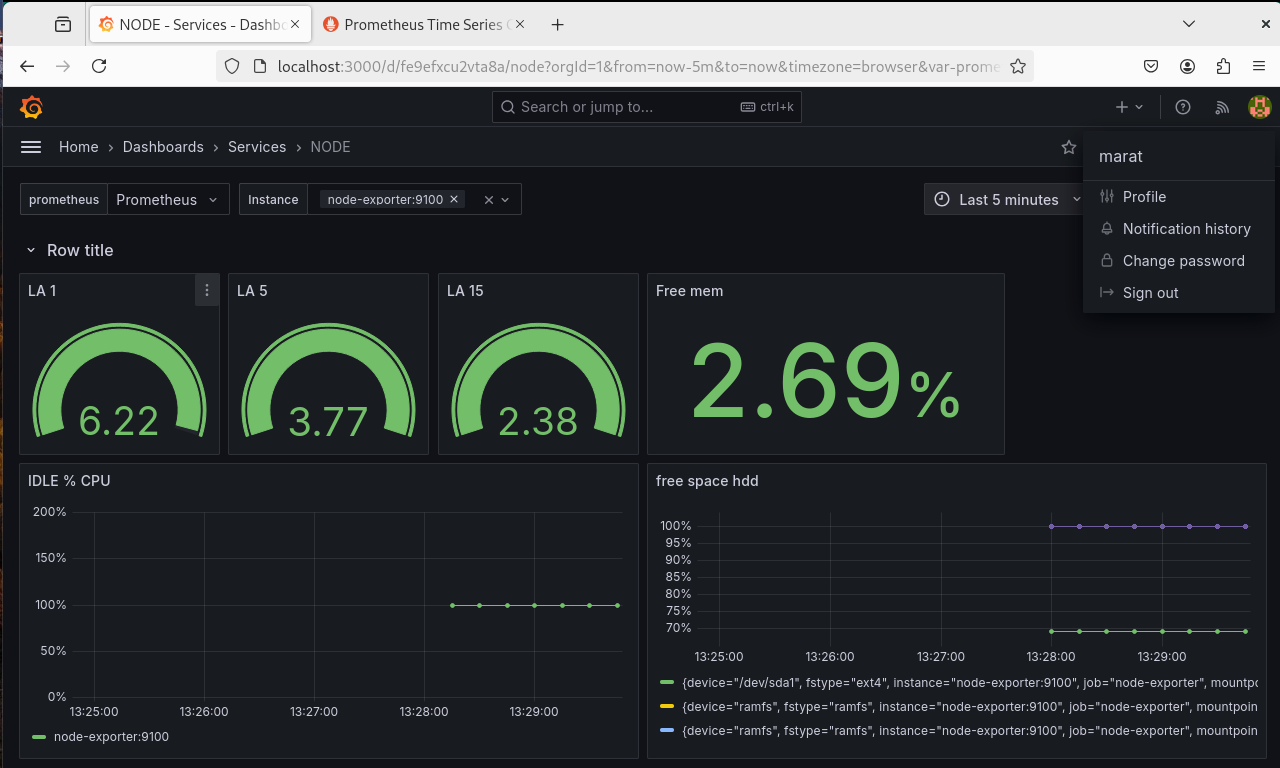 NODE - Services - Dashb
Prometheus Time Series
localhost:3000/d/fe9efxcu2vta8a/node?orgId=1&from=now-5m&to=now&timezone=browser&var-prome
Search or jump to...
ctrl+k
Home › Dashboards › Services › NODE
marat
Profile
Notification history
Change password
Sign out
prometheus Prometheus Instance node-exporter:9100 Last 5 minutes
Row title
LA 1
6.22
LA 5
3.77
LA 15
2.38
Free mem
2.69%
IDLE % CPU
200%
150%
100%
50%
0%
13:25:00 13:26:00 13:27:00 13:28:00 13:29:00
node-exporter:9100
free space hdd
100%
95%
90%
85%
80%
75%
70%
13:25:00 13:26:00 13:27:00 13:28:00 13:29:00
{device="/dev/sda1", fstype="ext4", instance="node-exporter:9100", job="node-exporter", mountpo
{device="ramfs", fstype="ramfs", instance="node-exporter:9100", job="node-exporter", mountpoin
{device="ramfs", fstype="ramfs", instance="node-exporter:9100", job="node-exporter", mountpoin